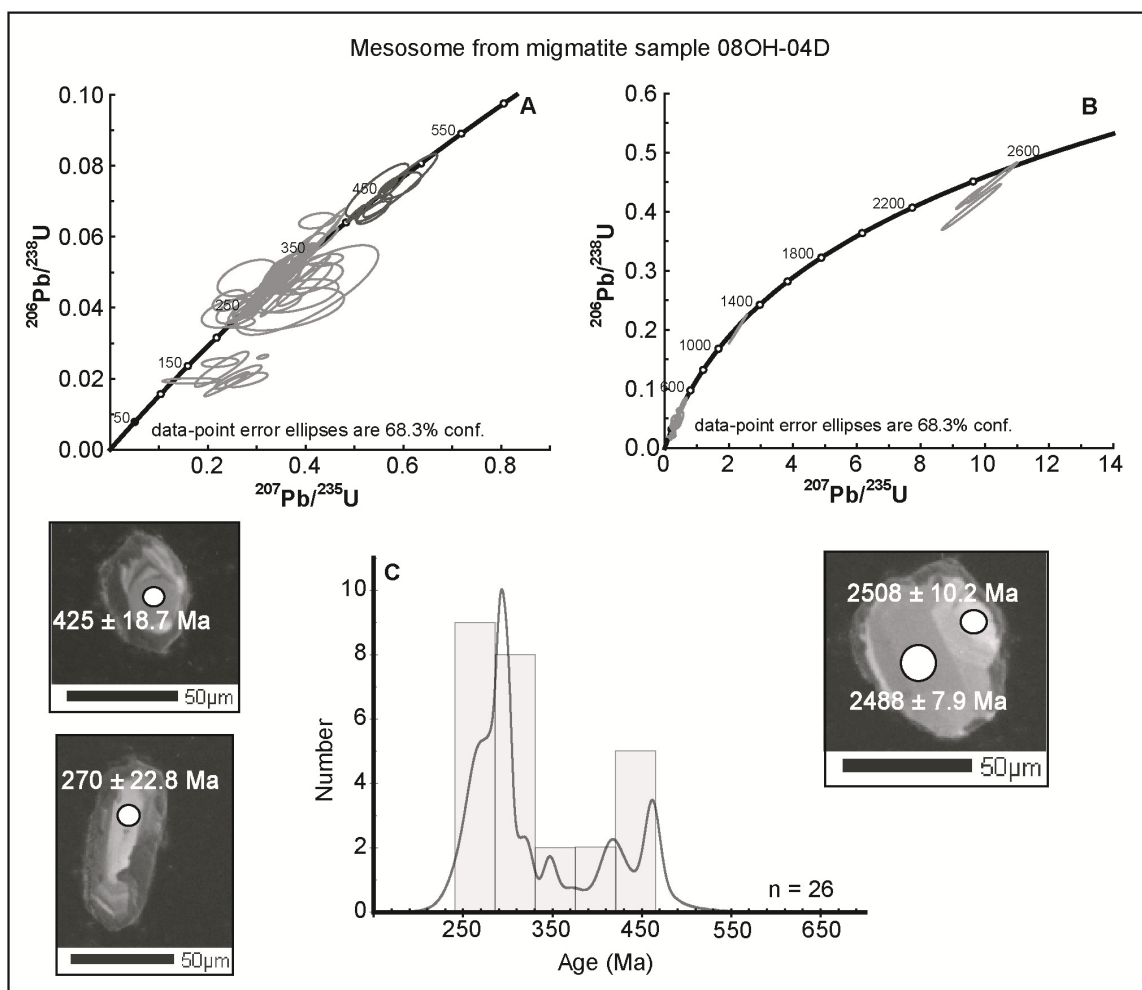 Mesosome from migmatite sample 08OH-04D
A
0.10
0.08
0.06
0.04
0.02
0.00
206Pb/238U
550
450
350
250
150
50
data-point error ellipses are 68.3% conf.
0.2
0.4
0.6
0.8
207Pb/235U
B
0.6
0.5
0.4
0.3
0.2
0.1
0.0
206Pb/238U
2600
2200
1800
1400
1000
600
data-point error ellipses are 68.3% conf.
0
2
4
6
8
10
12
14
207Pb/235U
425 ± 18.7 Ma
50µm
270 ± 22.8 Ma
50µm
C
10
8
6
4
2
0
Number
n = 26
250
350
450
550
650
Age (Ma)
2508 ± 10.2 Ma
2488 ± 7.9 Ma
50µm